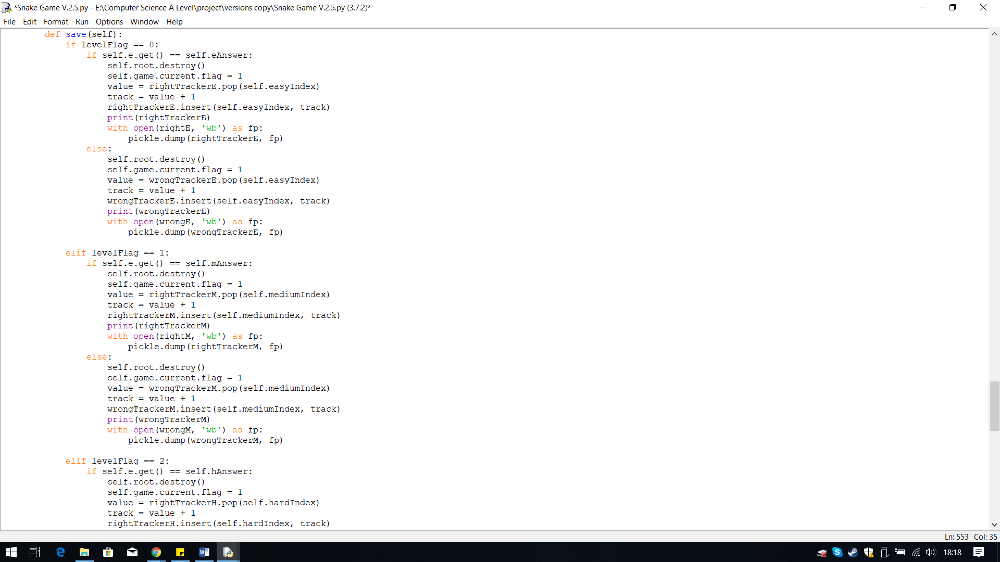 *Snake Game V.2.5.py - E:\Computer Science A Level\project\versions copy\Snake Game V.2.5.py (3.7.2)*
File Edit Format Run Options Window Help
    def save(self):
        if levelFlag == 0:
            if self.e.get() == self.eAnswer:
                self.root.destroy()
                self.game.current.flag = 1
                value = rightTrackerE.pop(self.easyIndex)
                track = value + 1
                rightTrackerE.insert(self.easyIndex, track)
                print(rightTrackerE)
                with open(rightE, 'wb') as fp:
                    pickle.dump(rightTrackerE, fp)
            else:
                self.root.destroy()
                self.game.current.flag = 1
                value = wrongTrackerE.pop(self.easyIndex)
                track = value + 1
                wrongTrackerE.insert(self.easyIndex, track)
                print(wrongTrackerE)
                with open(wrongE, 'wb') as fp:
                    pickle.dump(wrongTrackerE, fp)
        elif levelFlag == 1:
            if self.e.get() == self.mAnswer:
                self.root.destroy()
                self.game.current.flag = 1
                value = rightTrackerM.pop(self.mediumIndex)
                track = value + 1
                rightTrackerM.insert(self.mediumIndex, track)
                print(rightTrackerM)
                with open(rightM, 'wb') as fp:
                    pickle.dump(rightTrackerM, fp)
            else:
                self.root.destroy()
                self.game.current.flag = 1
                value = wrongTrackerM.pop(self.mediumIndex)
                track = value + 1
                wrongTrackerM.insert(self.mediumIndex, track)
                print(wrongTrackerM)
                with open(wrongM, 'wb') as fp:
                    pickle.dump(wrongTrackerM, fp)
        elif levelFlag == 2:
            if self.e.get() == self.hAnswer:
                self.root.destroy()
                self.game.current.flag = 1
                value = rightTrackerH.pop(self.hardIndex)
                track = value + 1
                rightTrackerH.insert(self.hardIndex, track)
Ln: 553 Col: 35
18:18